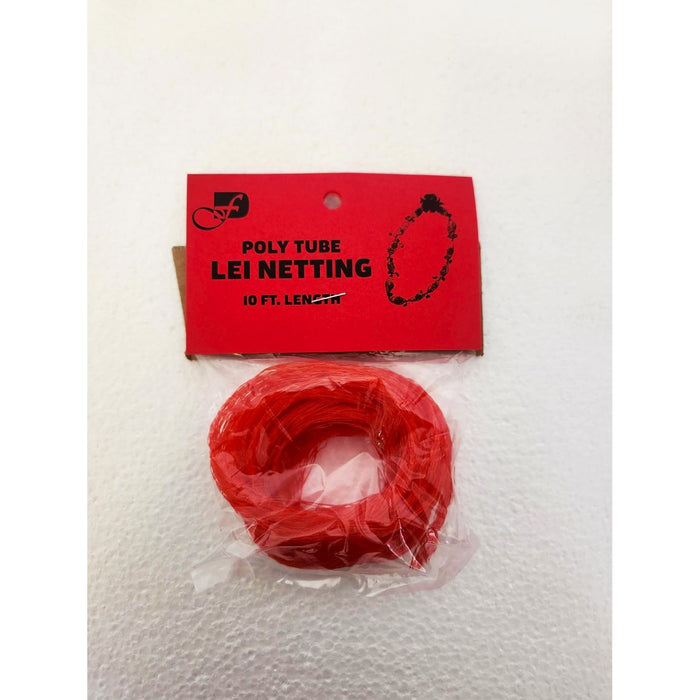 POLY TUBE
LEI NETTING
10 FT. LENGTH